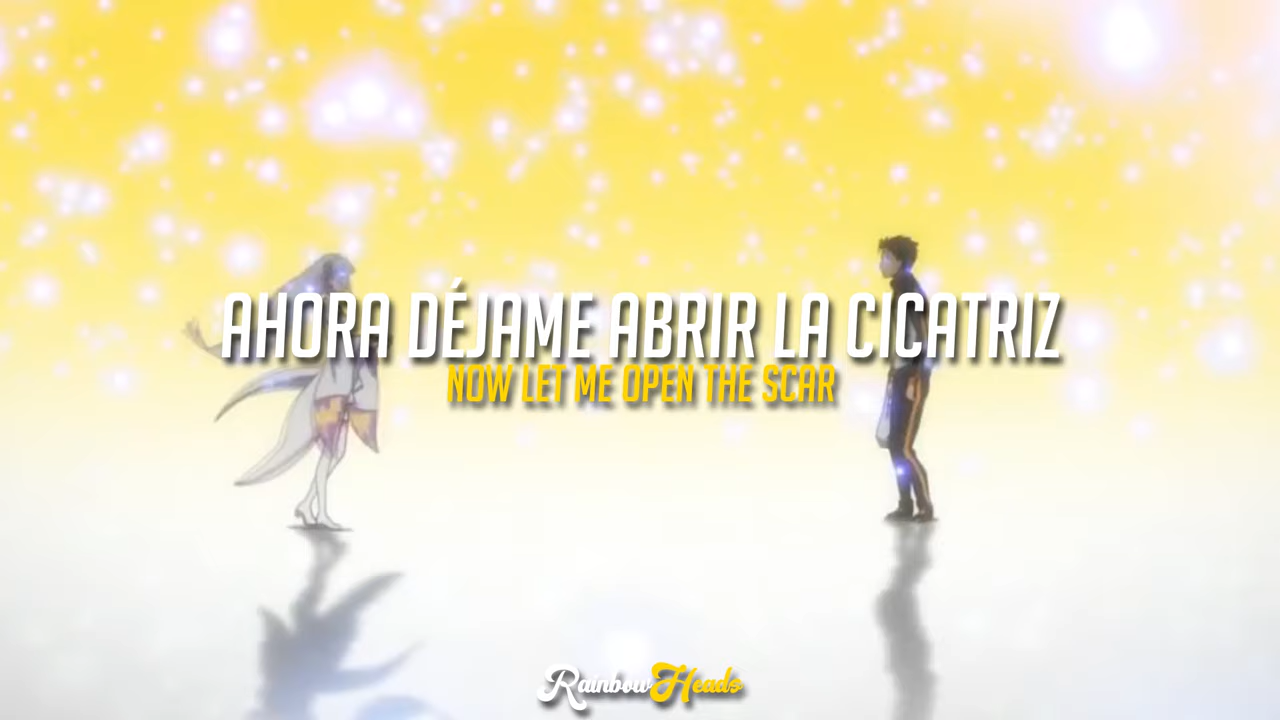 AHORA DÉJAME ABRIR LA CICATRIZ
NOW LET ME OPEN THE SCAR
RainbowHeads